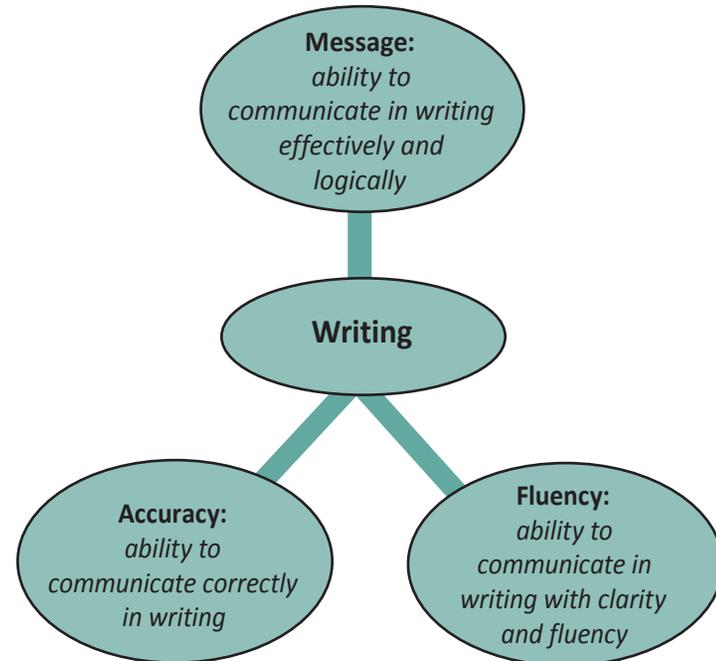 Message:
ability to
communicate in writing
effectively and
logically
Writing
Accuracy:
ability to
communicate correctly
in writing
Fluency:
ability to
communicate in
writing with clarity
and fluency